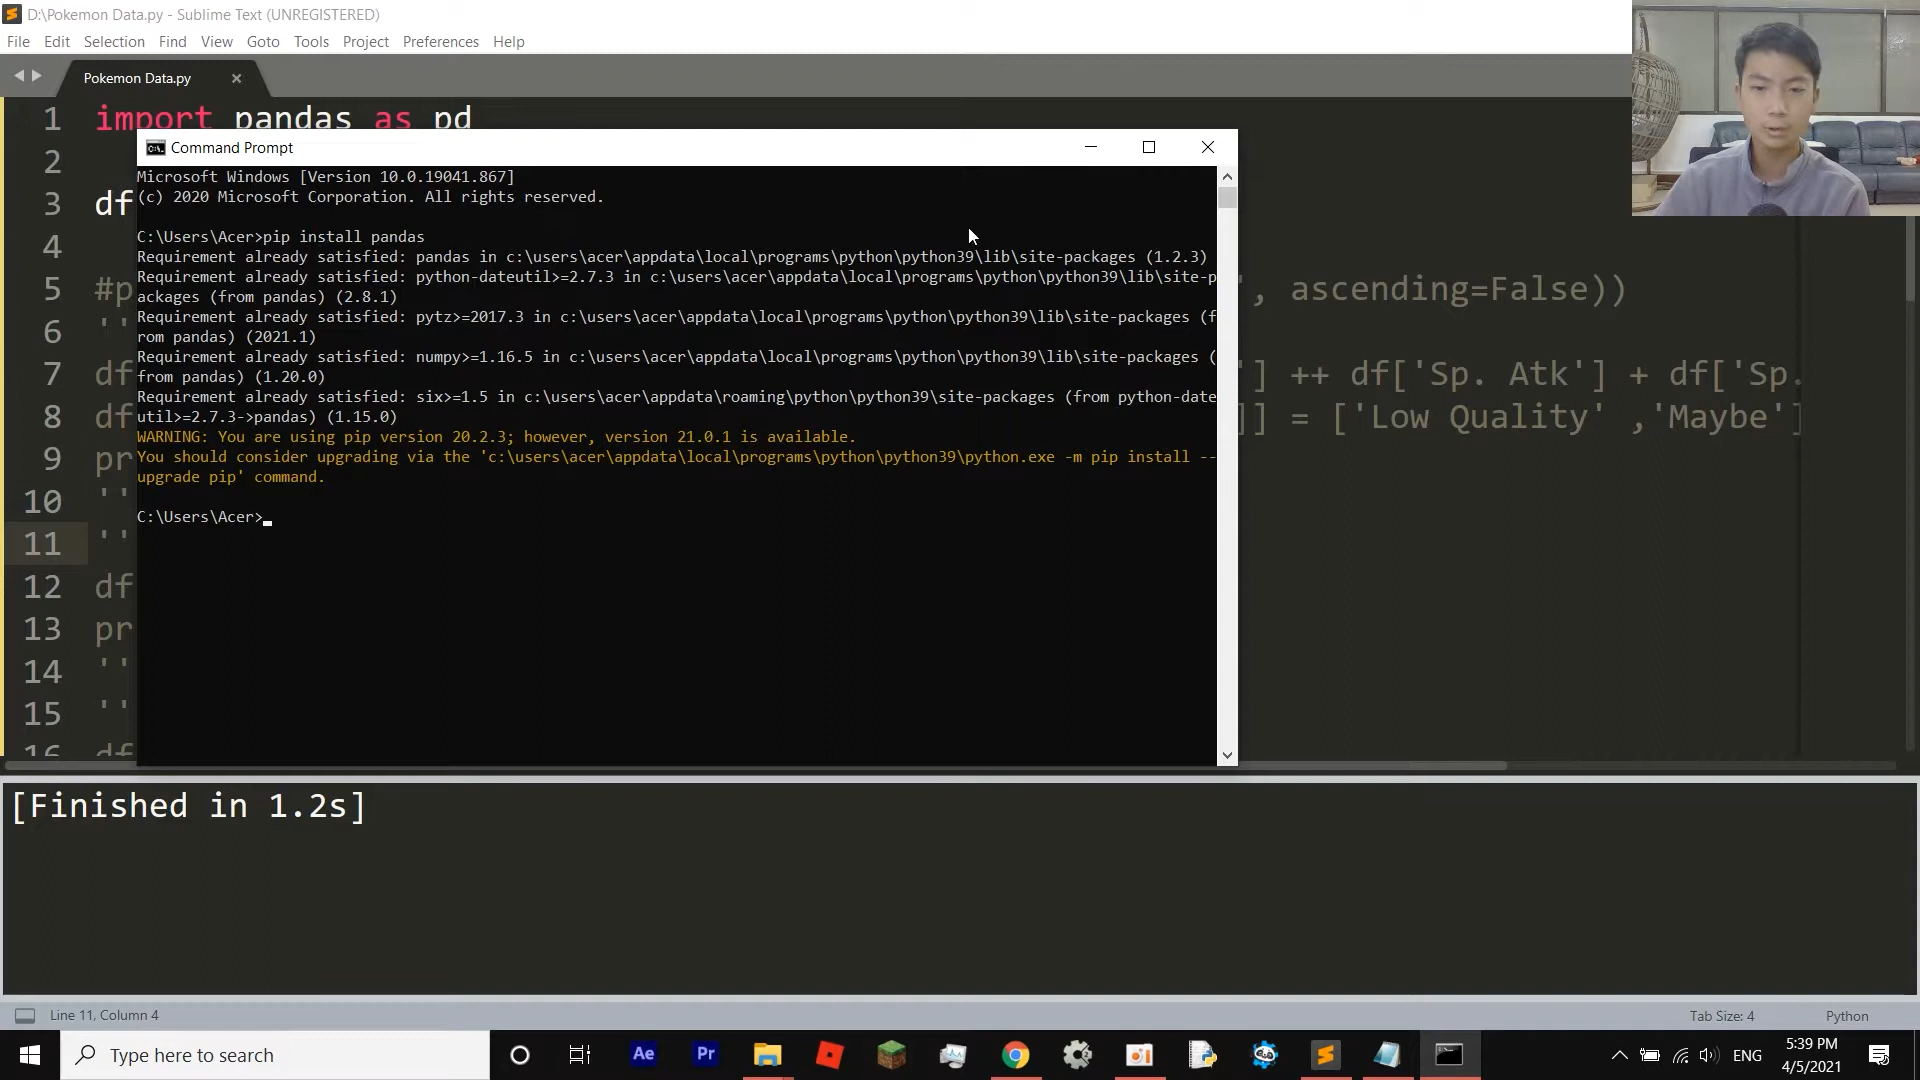 D:\Pokemon Data.py - Sublime Text (UNREGISTERED)
File Edit Selection Find View Goto Tools Project Preferences Help
Pokemon Data.py
1 import pandas as pd
2
3 df
4
5 #p ', ascending=False))
6 ''
7 df '] ++ df['Sp. Atk'] + df['Sp.
8 df ]] = ['Low Quality' ,'Maybe']
9 pr
10 ''
11 ''
12 df
13 pr
14 ''
15 ''
16 df
Command Prompt
Microsoft Windows [Version 10.0.19041.867]
(c) 2020 Microsoft Corporation. All rights reserved.
C:\Users\Acer>pip install pandas
Requirement already satisfied: pandas in c:\users\acer\appdata\local\programs\python\python39\lib\site-packages (1.2.3)
Requirement already satisfied: python-dateutil>=2.7.3 in c:\users\acer\appdata\local\programs\python\python39\lib\site-p
ackages (from pandas) (2.8.1)
Requirement already satisfied: pytz>=2017.3 in c:\users\acer\appdata\local\programs\python\python39\lib\site-packages (f
rom pandas) (2021.1)
Requirement already satisfied: numpy>=1.16.5 in c:\users\acer\appdata\local\programs\python\python39\lib\site-packages (
from pandas) (1.20.0)
Requirement already satisfied: six>=1.5 in c:\users\acer\appdata\roaming\python\python39\site-packages (from python-date
util>=2.7.3->pandas) (1.15.0)
WARNING: You are using pip version 20.2.3; however, version 21.0.1 is available.
You should consider upgrading via the 'c:\users\acer\appdata\local\programs\python\python39\python.exe -m pip install --
upgrade pip' command.
C:\Users\Acer>
[Finished in 1.2s]
Line 11, Column 4 Tab Size: 4 Python
Type here to search Ae Pr ENG 5:39 PM
4/5/2021